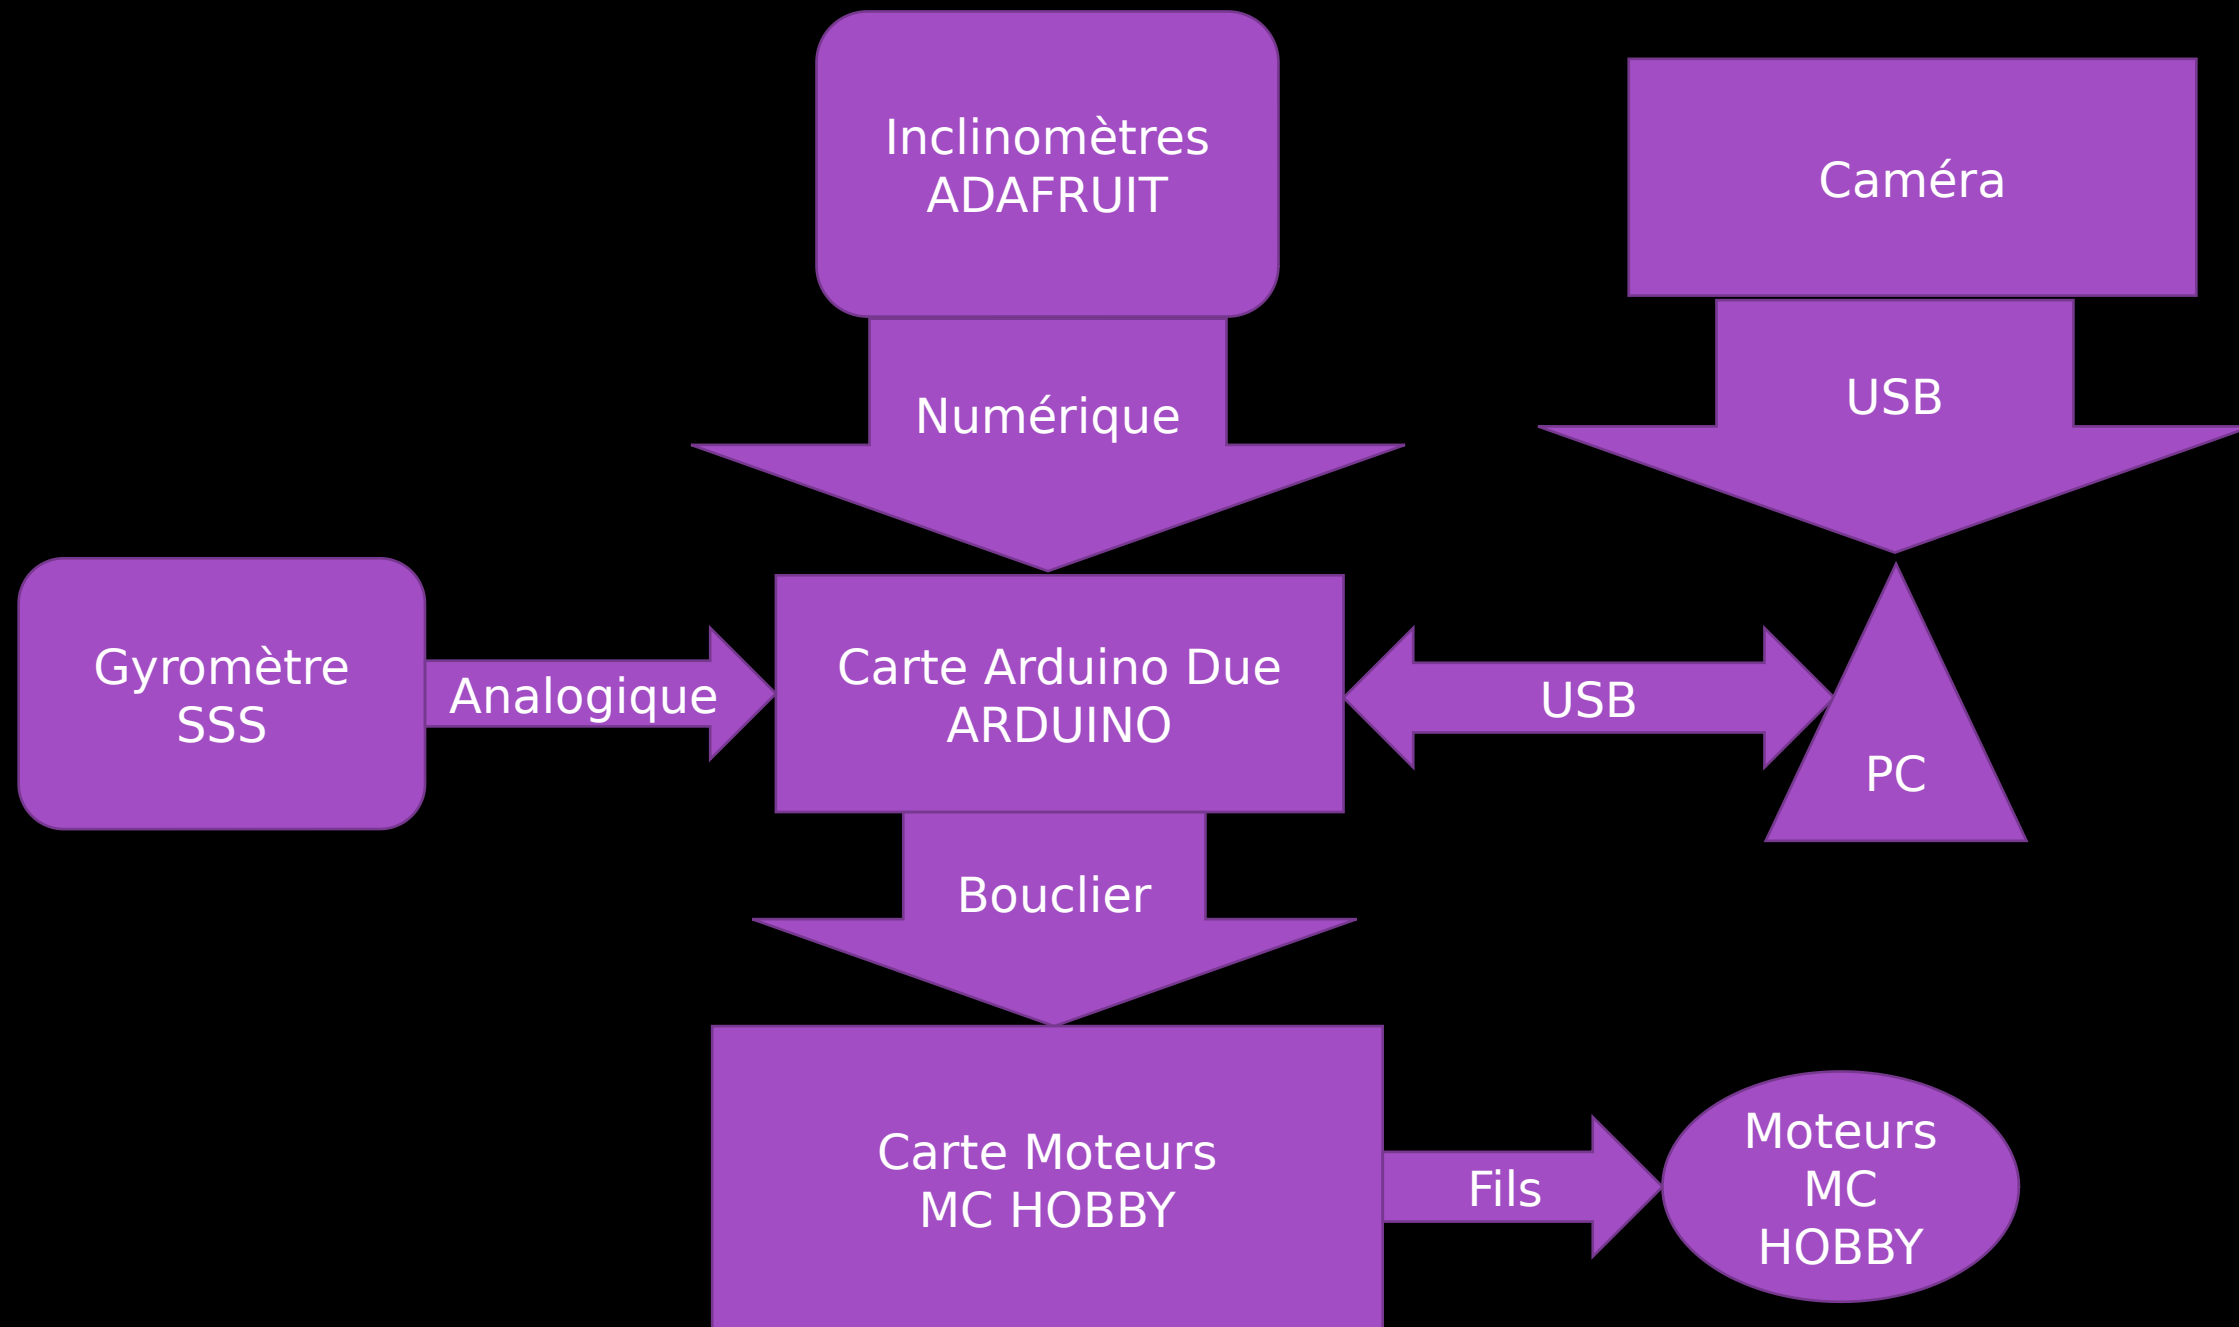 Inclinomètres
ADAFRUIT
Caméra
Numérique
USB
Gyromètre
SSS
Analogique
Carte Arduino Due
ARDUINO
USB
PC
Bouclier
Carte Moteurs
MC HOBBY
Fils
Moteurs
MC
HOBBY